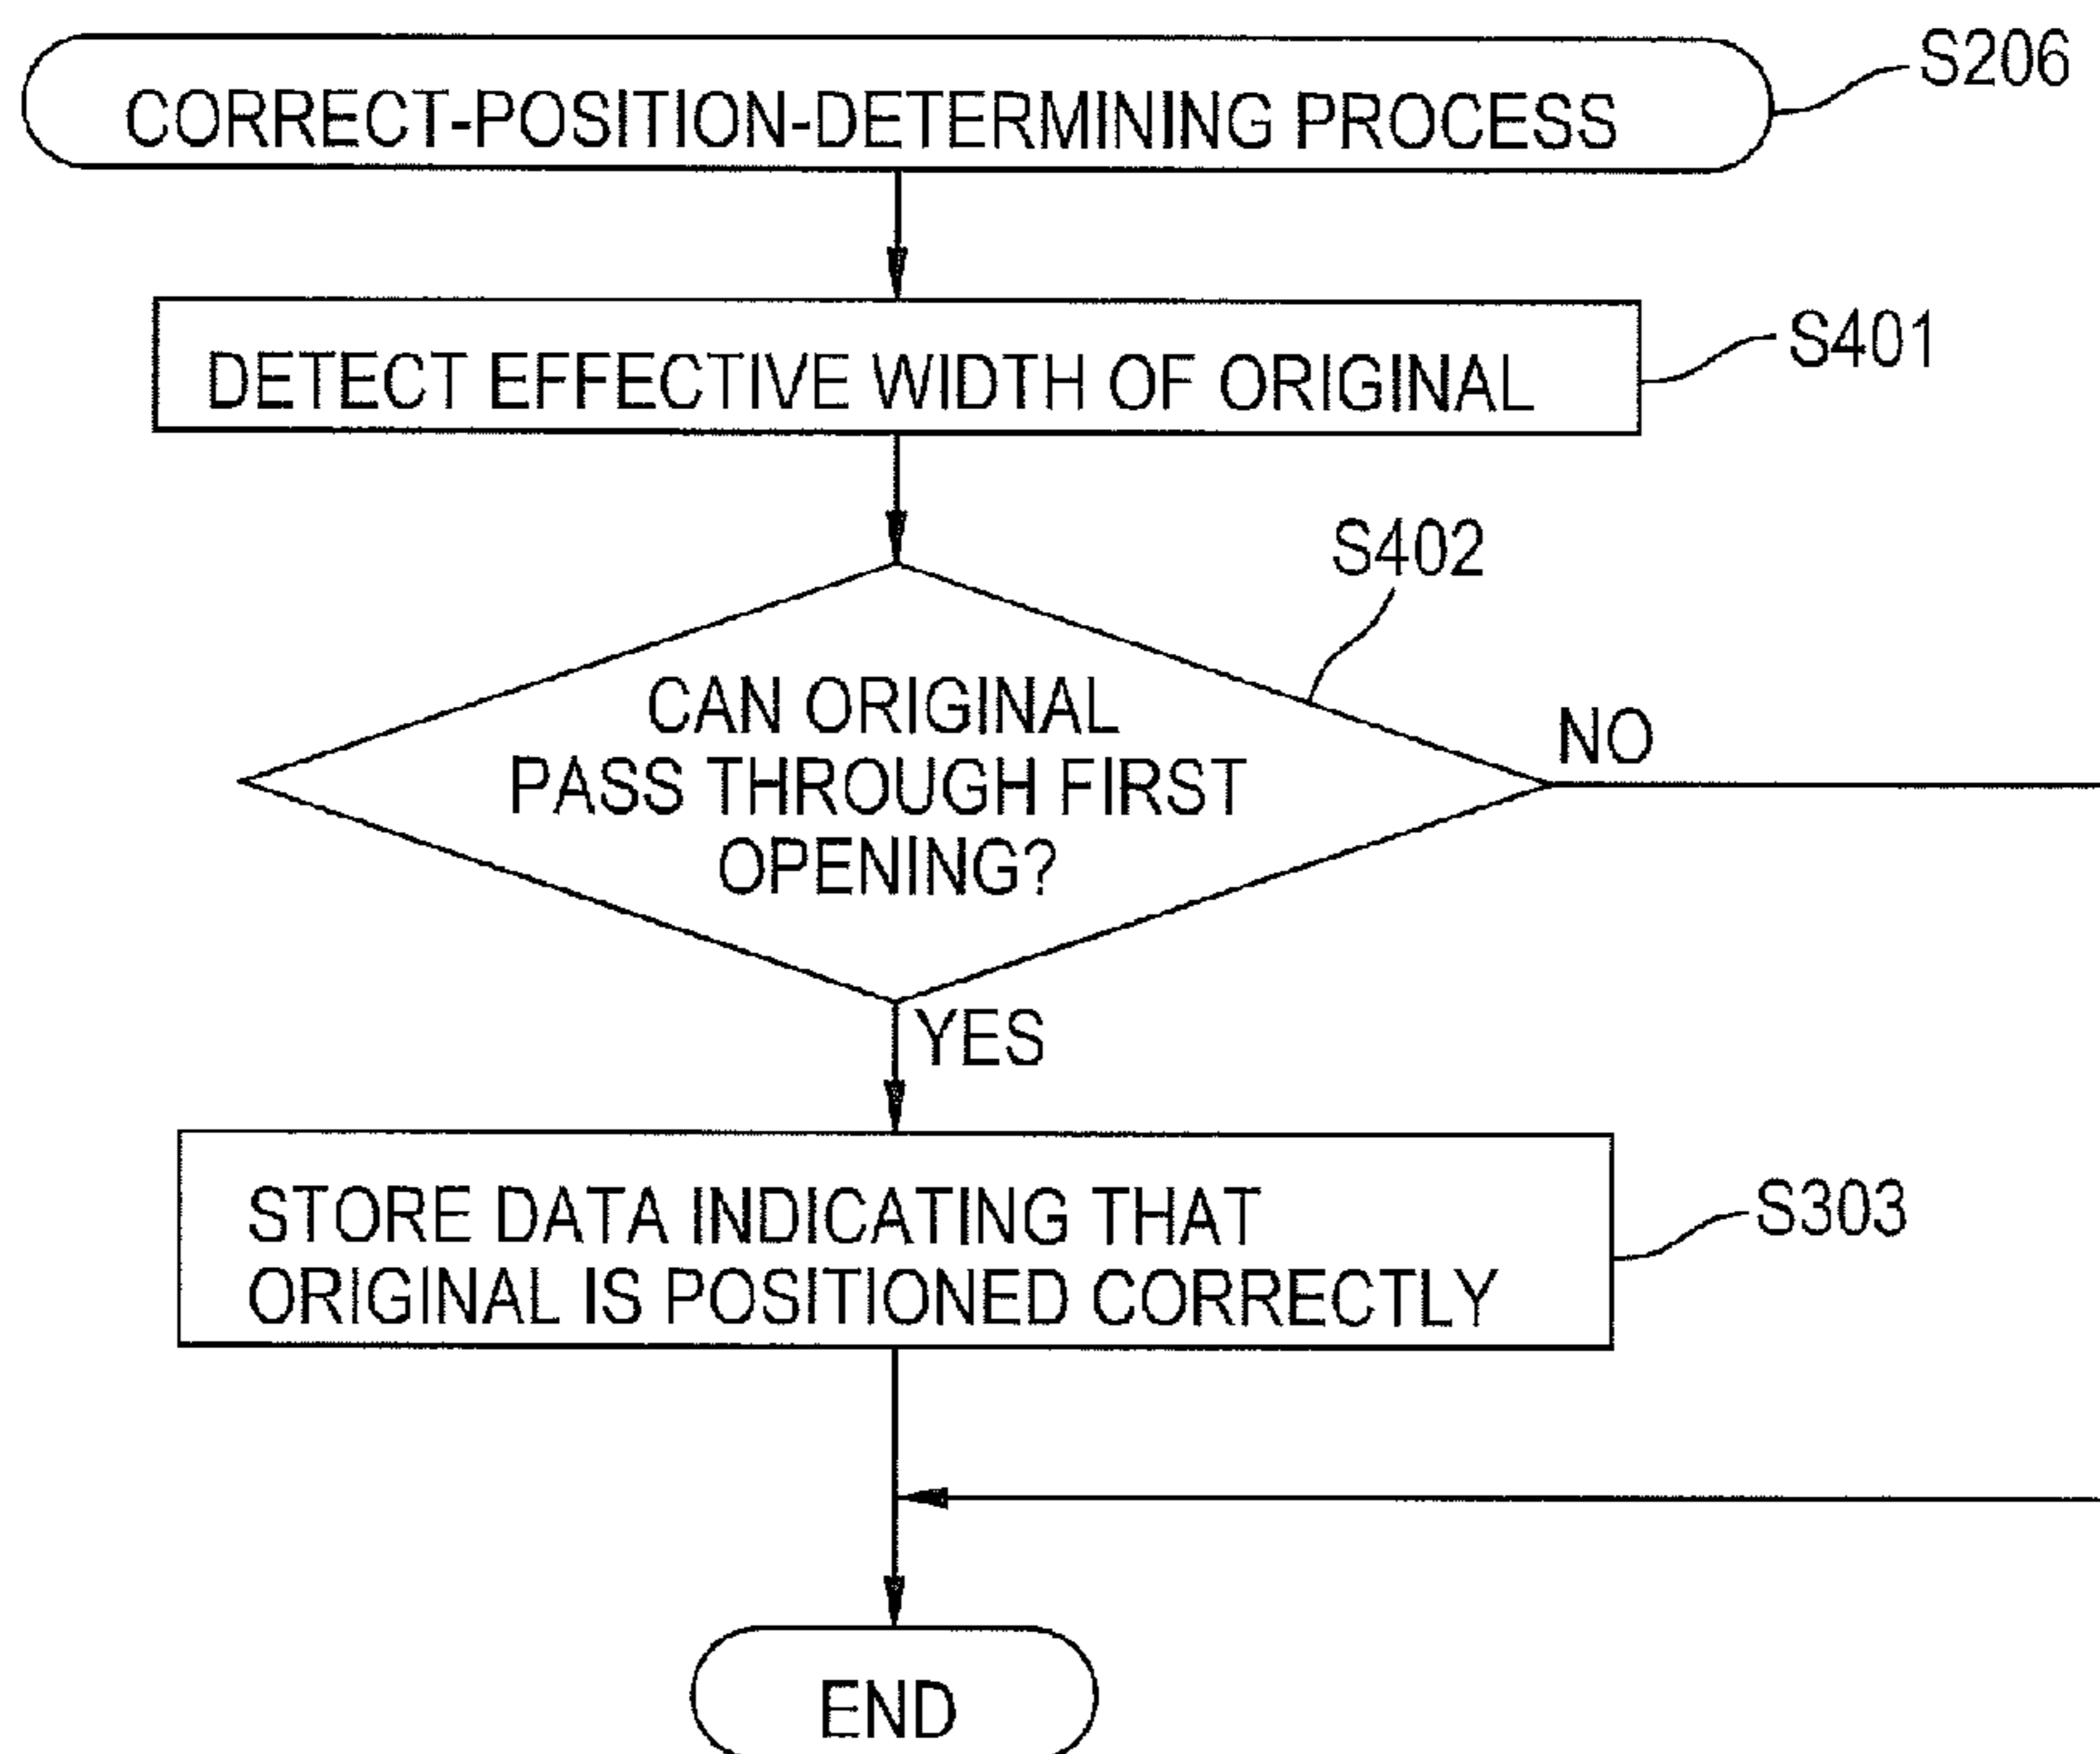 S206
CORRECT-POSITION-DETERMINING PROCESS
S401
DETECT EFFECTIVE WIDTH OF ORIGINAL
S402
CAN ORIGINAL
PASS THROUGH FIRST
OPENING?
NO
YES
S303
STORE DATA INDICATING THAT
ORIGINAL IS POSITIONED CORRECTLY
END